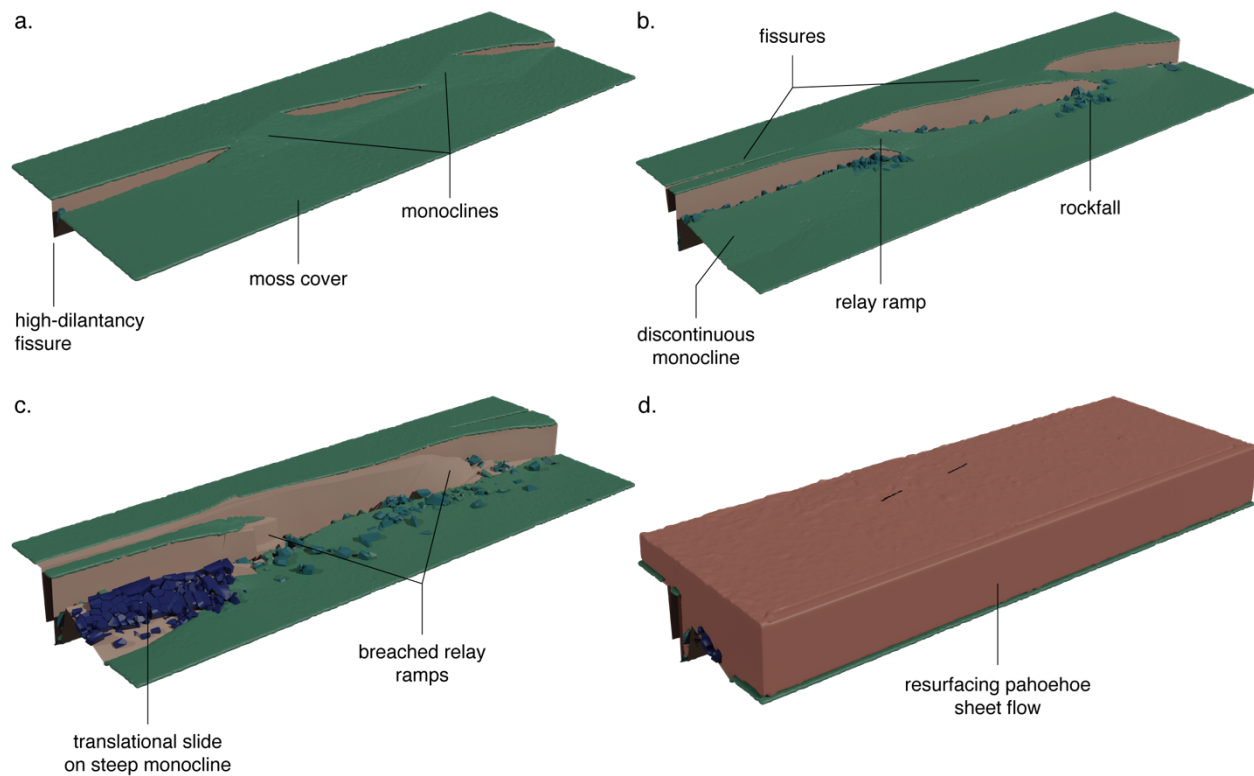 a.
monoclines
moss cover
high-dilantancy
fissure
b.
fissures
rockfall
relay ramp
discontinuous
monocline
c.
breached relay
ramps
translational slide
on steep monocline
d.
resurfacing pahoehoe
sheet flow